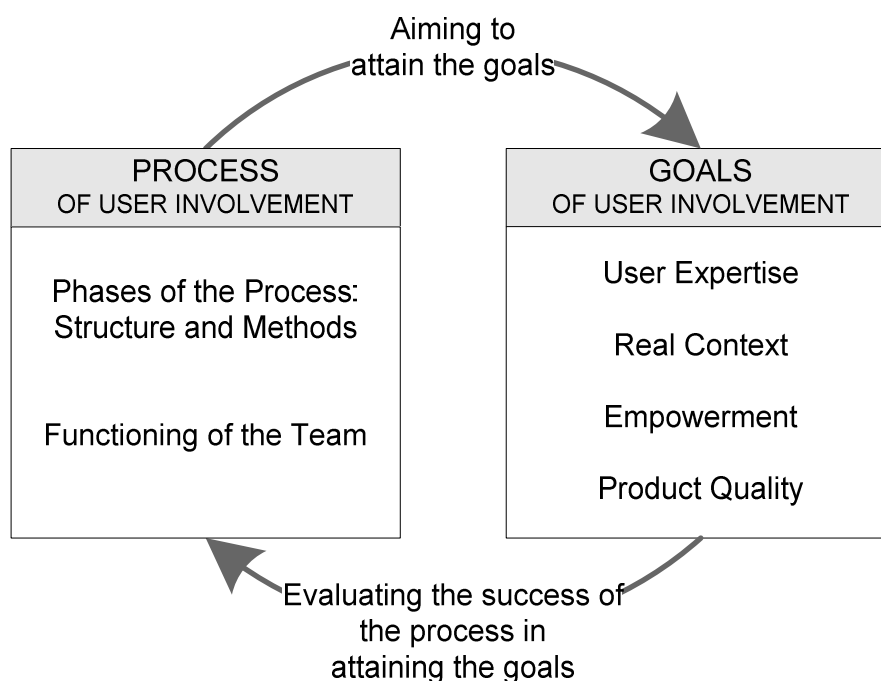 Aiming to
attain the goals
PROCESS
OF USER INVOLVEMENT
Phases of the Process:
Structure and Methods
Functioning of the Team
GOALS
OF USER INVOLVEMENT
User Expertise
Real Context
Empowerment
Product Quality
Evaluating the success of
the process in
attaining the goals